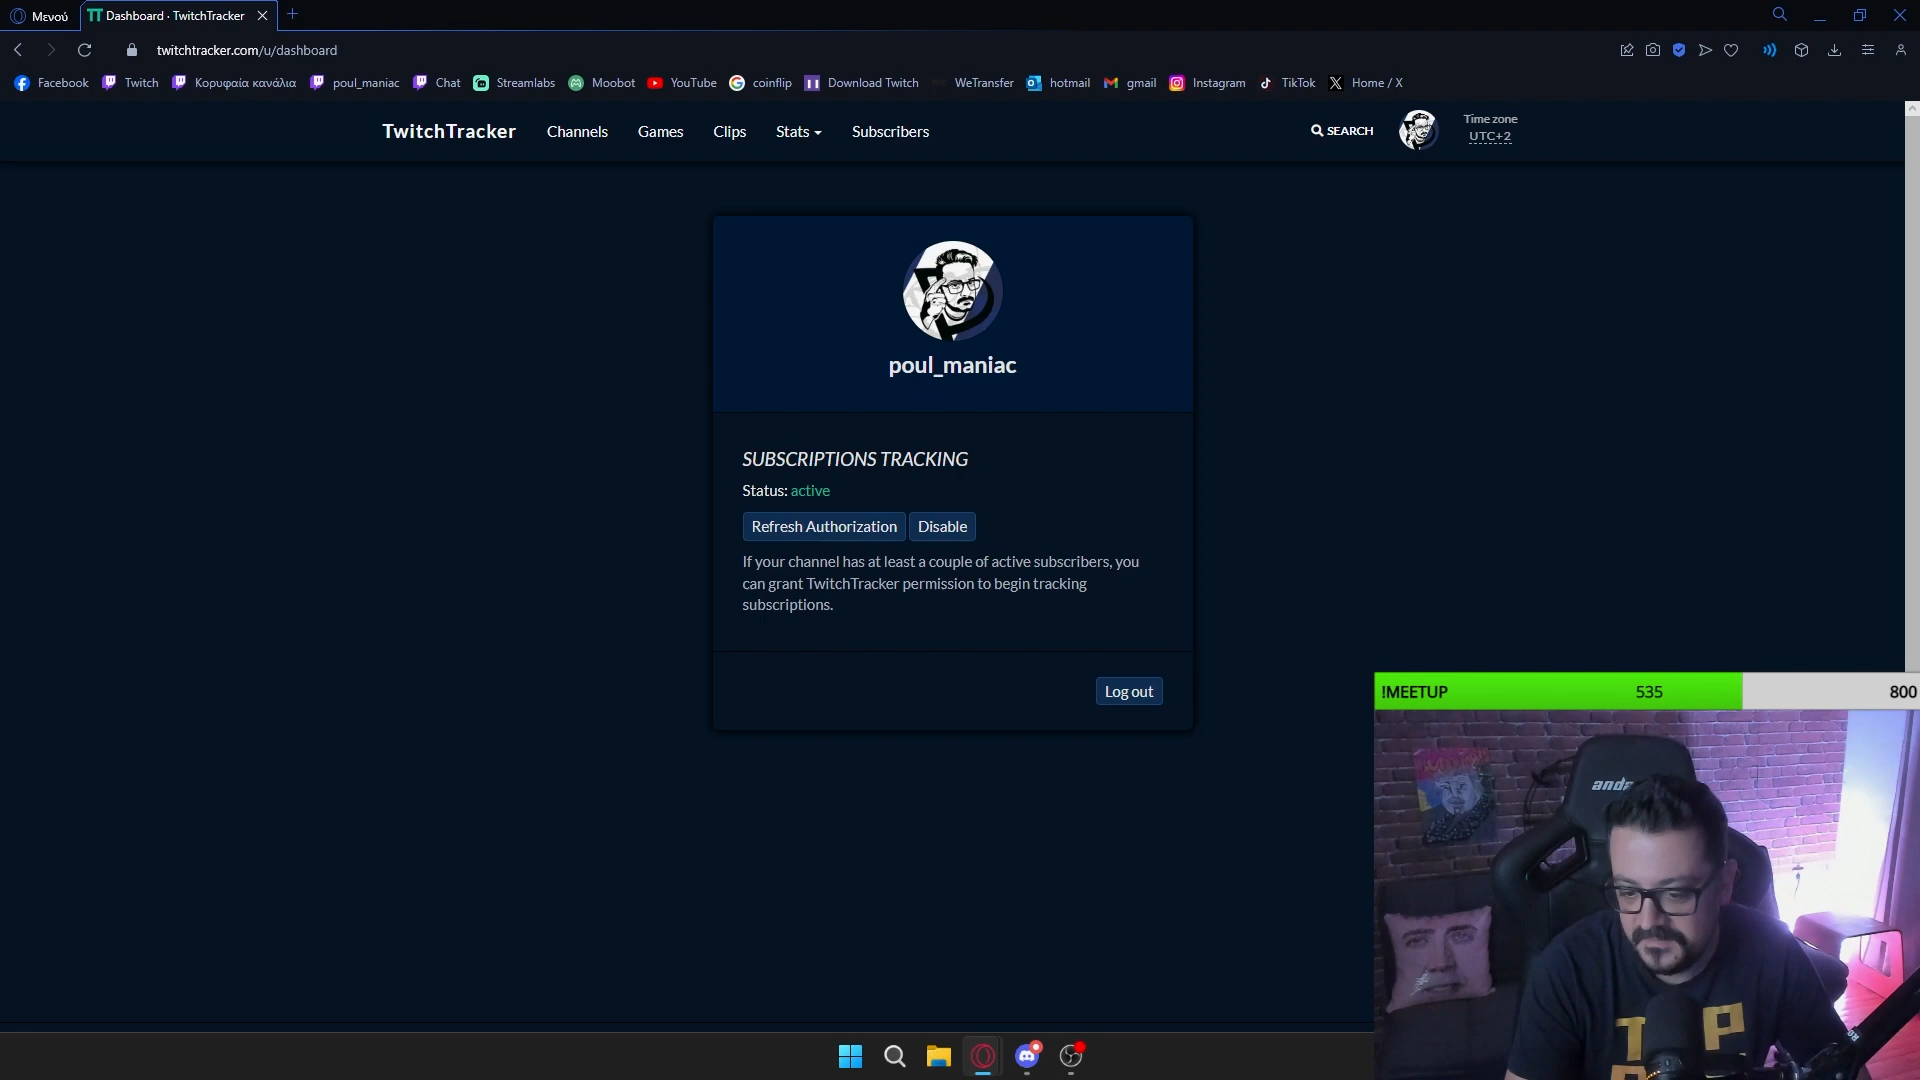 Μενού
Dashboard · TwitchTracker
twitchtracker.com/u/dashboard
Facebook Twitch Κορυφαία κανάλια poul_maniac Chat Streamlabs Moobot YouTube coinflip Download Twitch WeTransfer hotmail gmail Instagram TikTok Home / X
TwitchTracker Channels Games Clips Stats Subscribers SEARCH
Time zone
UTC+2
poul_maniac
SUBSCRIPTIONS TRACKING
Status: active
Refresh Authorization Disable
If your channel has at least a couple of active subscribers, you
can grant TwitchTracker permission to begin tracking
subscriptions.
Log out
!MEETUP 535 800